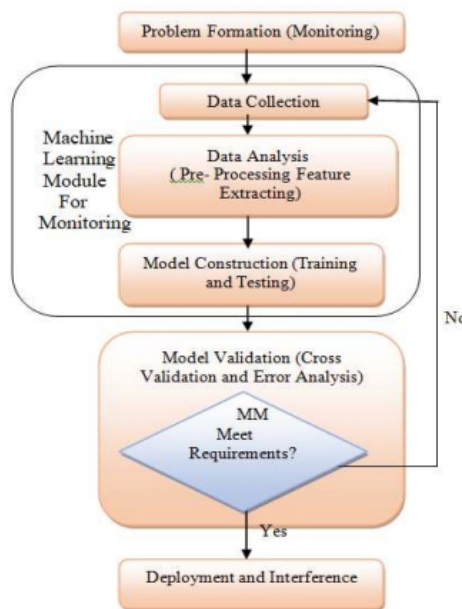 Problem Formation (Monitoring)
Data Collection
Machine
Learning
Module
For
Monitoring
Data Analysis
( Pre- Processing Feature
Extracting)
Model Construction (Training
and Testing)
No
Model Validation (Cross
Validation and Error Analysis)
MM
Meet
Requirements?
Yes
Deployment and Interference